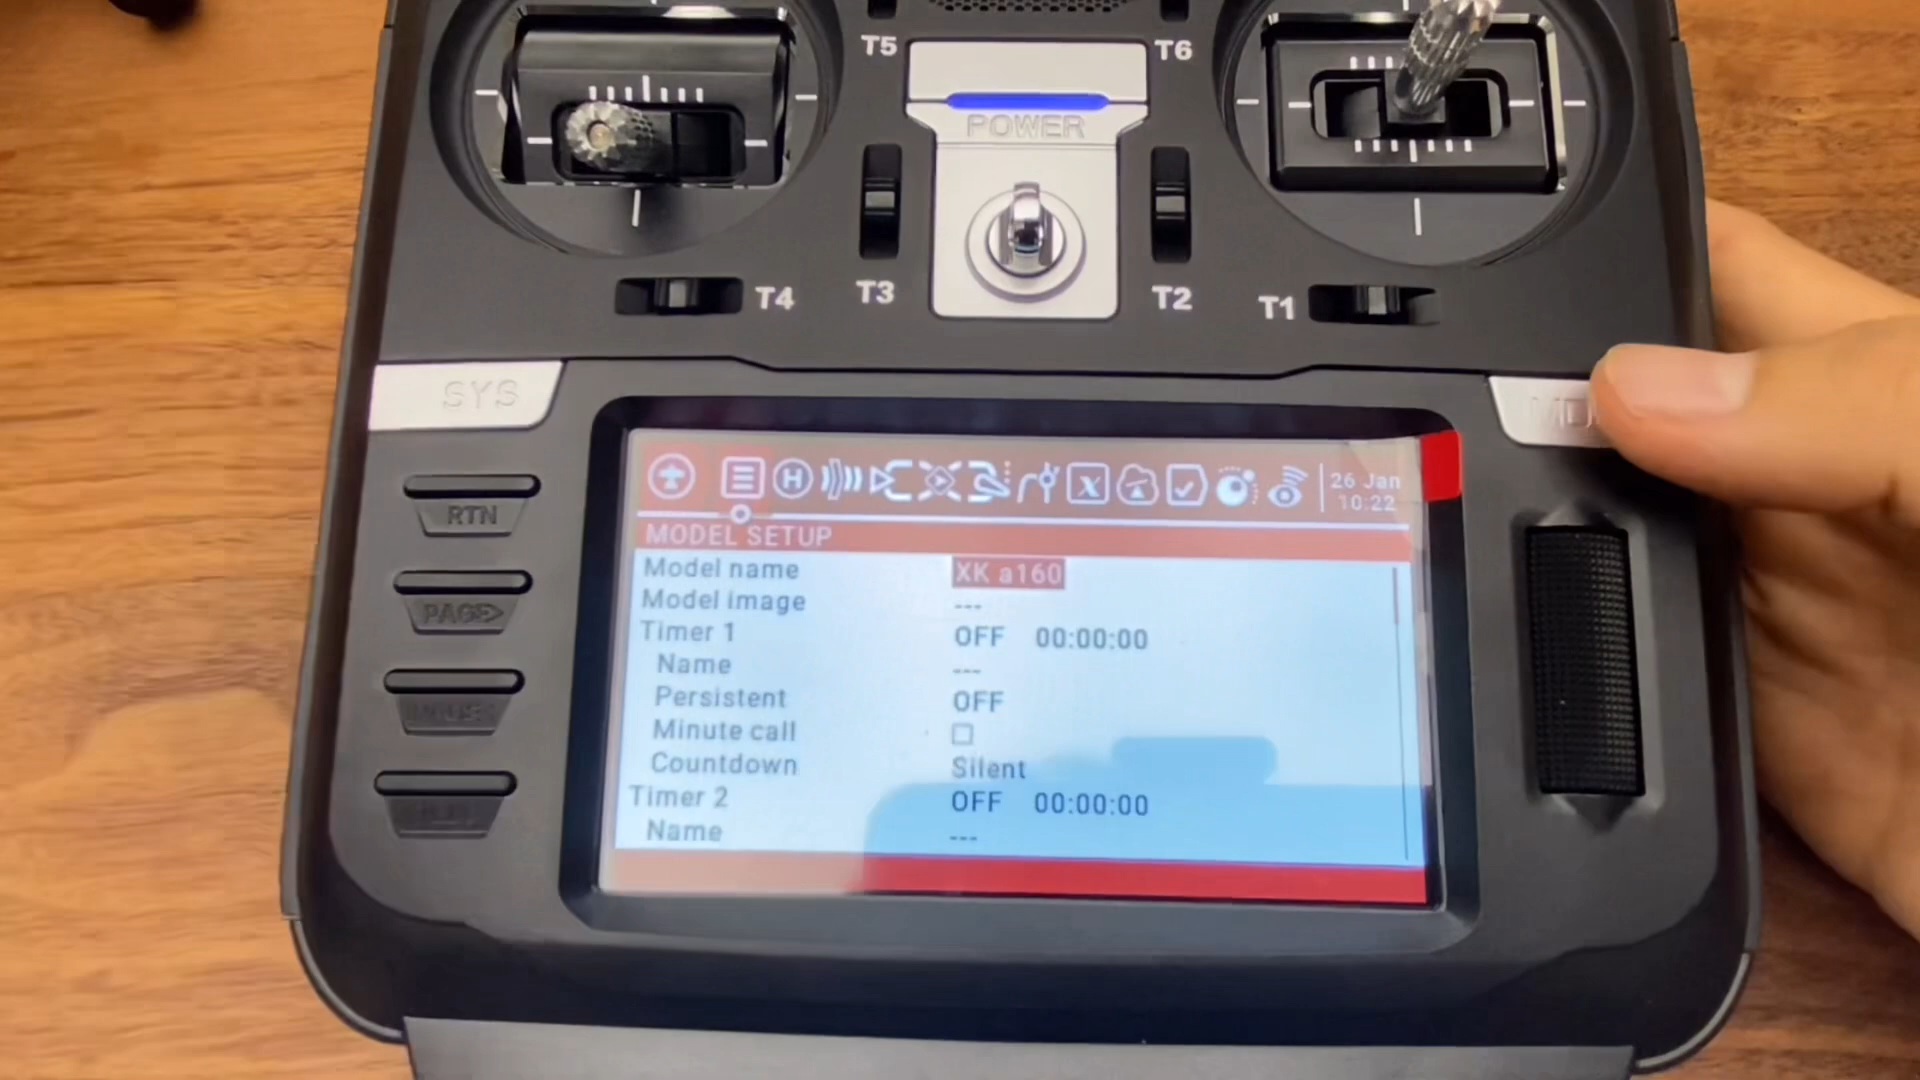 T5
T6
POWER
T4
T3
T2
T1
SYS
RTN
PAGE>
26 Jan
10:22
MODEL SETUP
Model name XK a160
Model image ---
Timer 1 OFF 00:00:00
Name ---
Persistent OFF
Minute call
Countdown Silent
Timer 2 OFF 00:00:00
Name ---